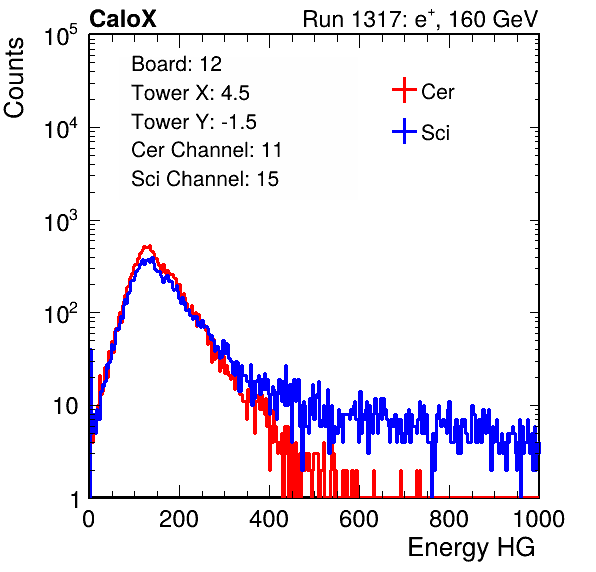 CaloX Run 1317: e⁺, 160 GeV
Counts
Board: 12
Tower X: 4.5
Tower Y: -1.5
Cer Channel: 11
Sci Channel: 15
Cer
Sci
10⁵
10⁴
10³
10²
10
1
0 200 400 600 800 1000
Energy HG